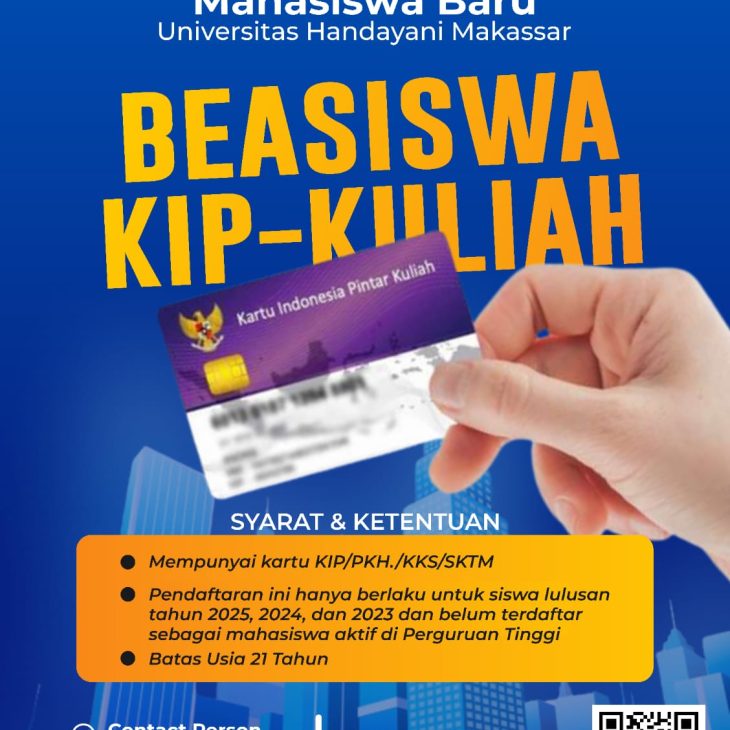 Mahasiswa Baru
Universitas Handayani Makassar
BEASISWA
KIP-KULIAH
Kartu Indonesia Pintar Kuliah
SYARAT & KETENTUAN
Mempunyai kartu KIP/PKH./KKS/SKTM
Pendaftaran ini hanya berlaku untuk siswa lulusan
tahun 2025, 2024, dan 2023 dan belum terdaftar
sebagai mahasiswa aktif di Perguruan Tinggi
Batas Usia 21 Tahun
Contact Person